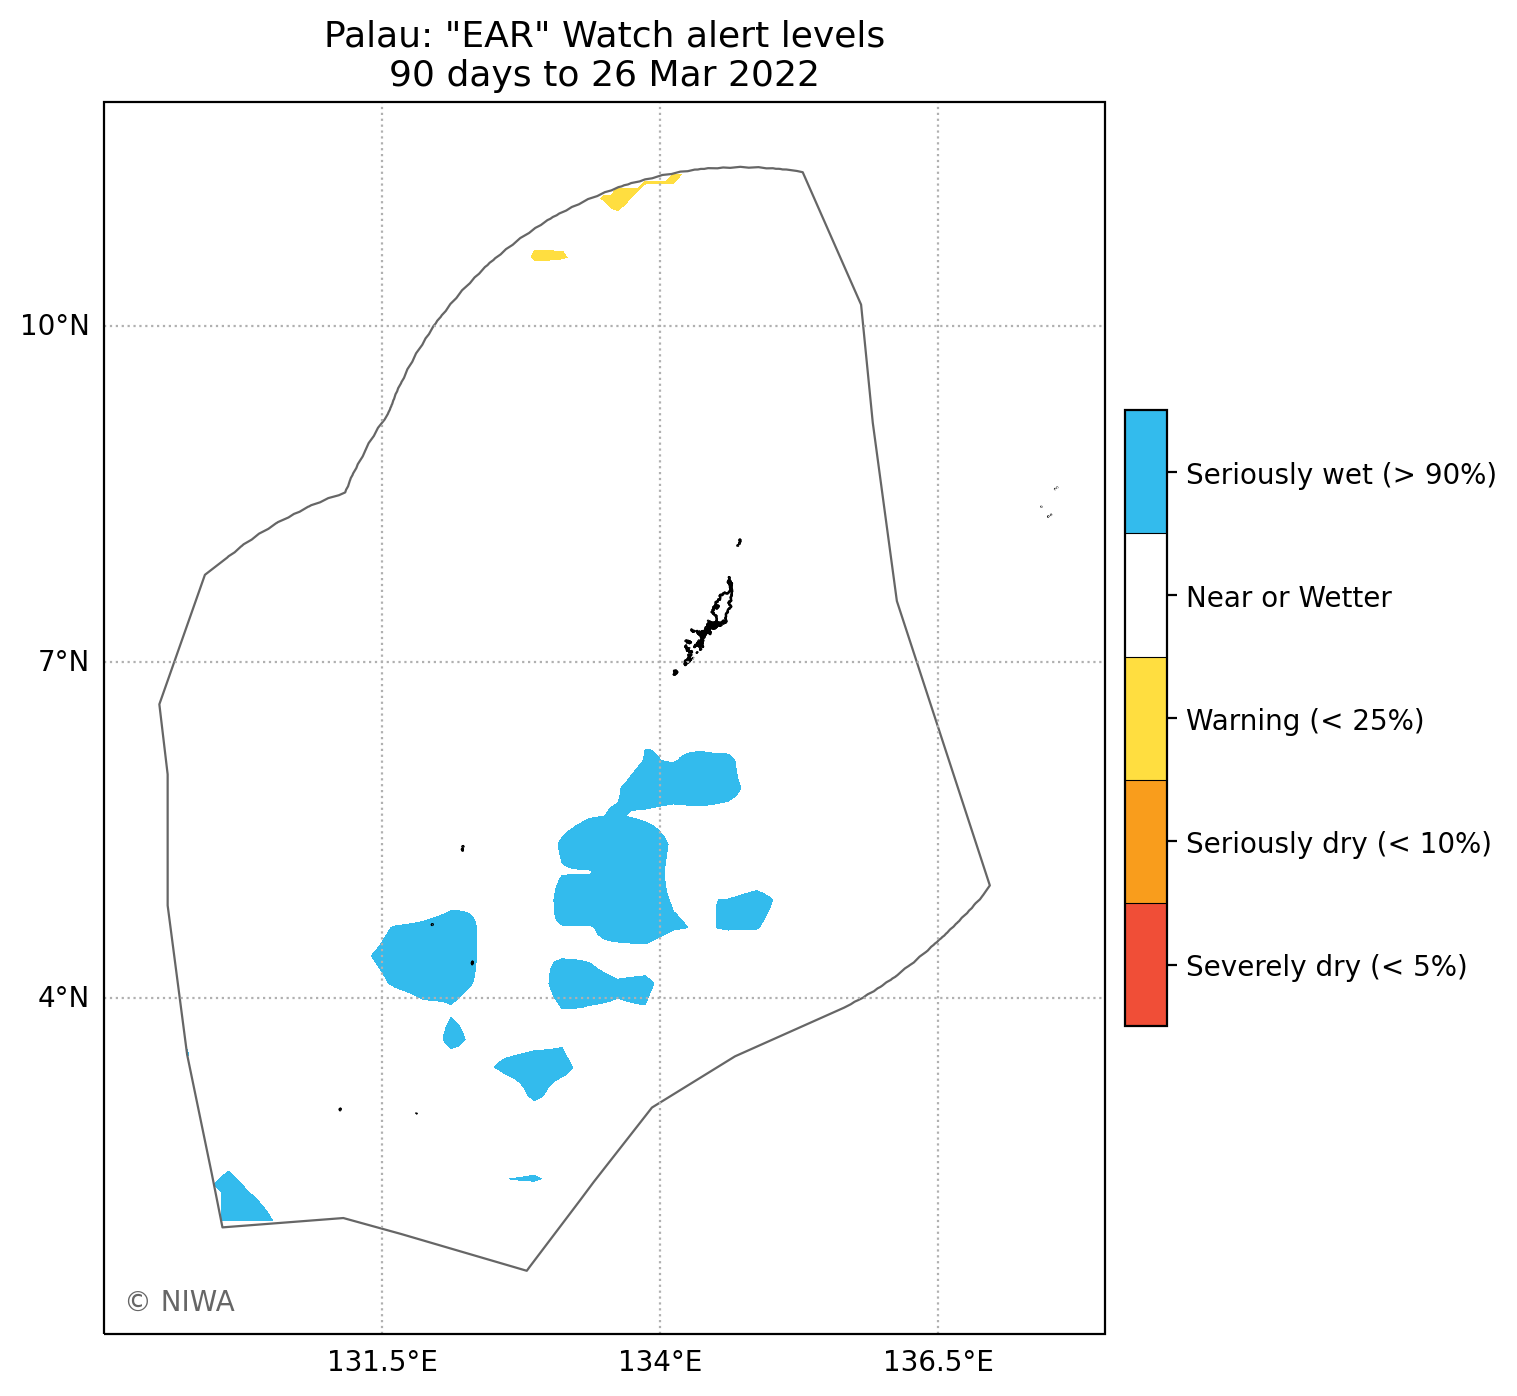 Palau: "EAR" Watch alert levels
90 days to 26 Mar 2022
10°N
7°N
4°N
131.5°E
134°E
136.5°E
Seriously wet (> 90%)
Near or Wetter
Warning (< 25%)
Seriously dry (< 10%)
Severely dry (< 5%)
© NIWA